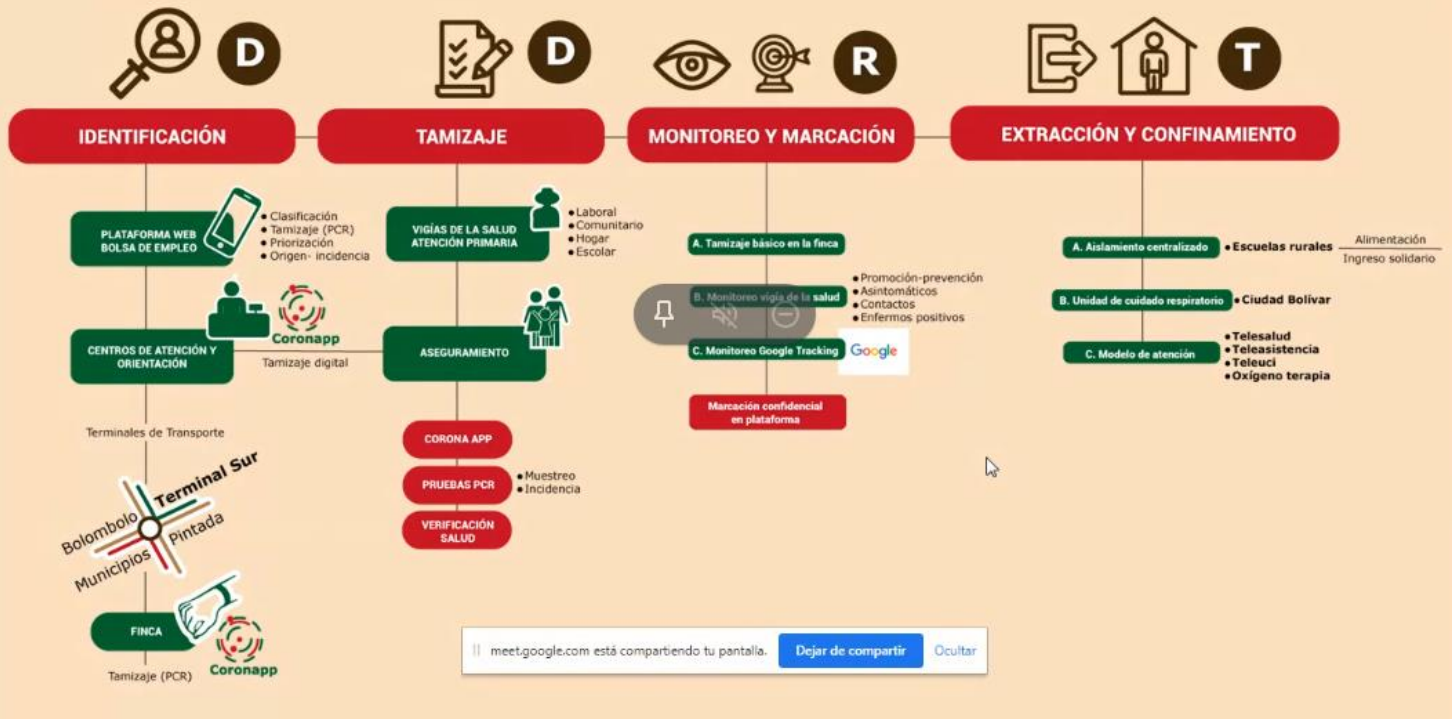 D
D
R
T
IDENTIFICACIÓN
TAMIZAJE
MONITOREO Y MARCACIÓN
EXTRACCIÓN Y CONFINAMIENTO
PLATAFORMA WEB
BOLSA DE EMPLEO
• Clasificación
• Tamizaje (PCR)
• Priorización
• Origen- incidencia
Coronapp
CENTROS DE ATENCIÓN Y
ORIENTACIÓN
Tamizaje digital
Terminales de Transporte
Terminal Sur
Bolombolo
Pintada
Municipios
FINCA
Coronapp
Tamizaje (PCR)
VIGÍAS DE LA SALUD
ATENCIÓN PRIMARIA
• Laboral
• Comunitario
• Hogar
• Escolar
ASEGURAMIENTO
CORONA APP
PRUEBAS PCR
• Muestreo
• Incidencia
VERIFICACIÓN
SALUD
A. Tamizaje básico en la finca
B. Monitoreo vigía de la salud
• Promoción-prevención
• Asintomáticos
• Contactos
• Enfermos positivos
C. Monitoreo Google Tracking
Google
Marcación confidencial
en plataforma
A. Aislamiento centralizado
• Escuelas rurales
Alimentación
Ingreso solidario
B. Unidad de cuidado respiratorio
• Ciudad Bolívar
C. Modelo de atención
• Telesalud
• Teleasistencia
• Teleuci
• Oxígeno terapia
meet.google.com está compartiendo tu pantalla.
Dejar de compartir
Ocultar